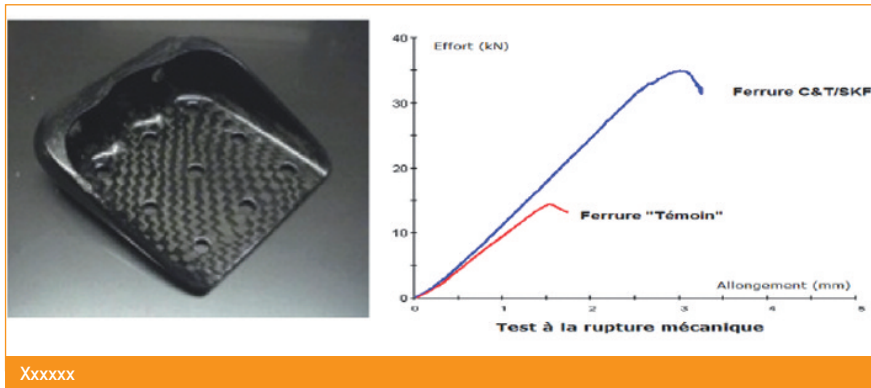 40
Effort (kN)
30
20
10
0
Ferrure C&T/SKF
Ferrure "Témoin"
Allongement (mm)
0
1
2
3
4
5
Test à la rupture mécanique
Xxxxxx